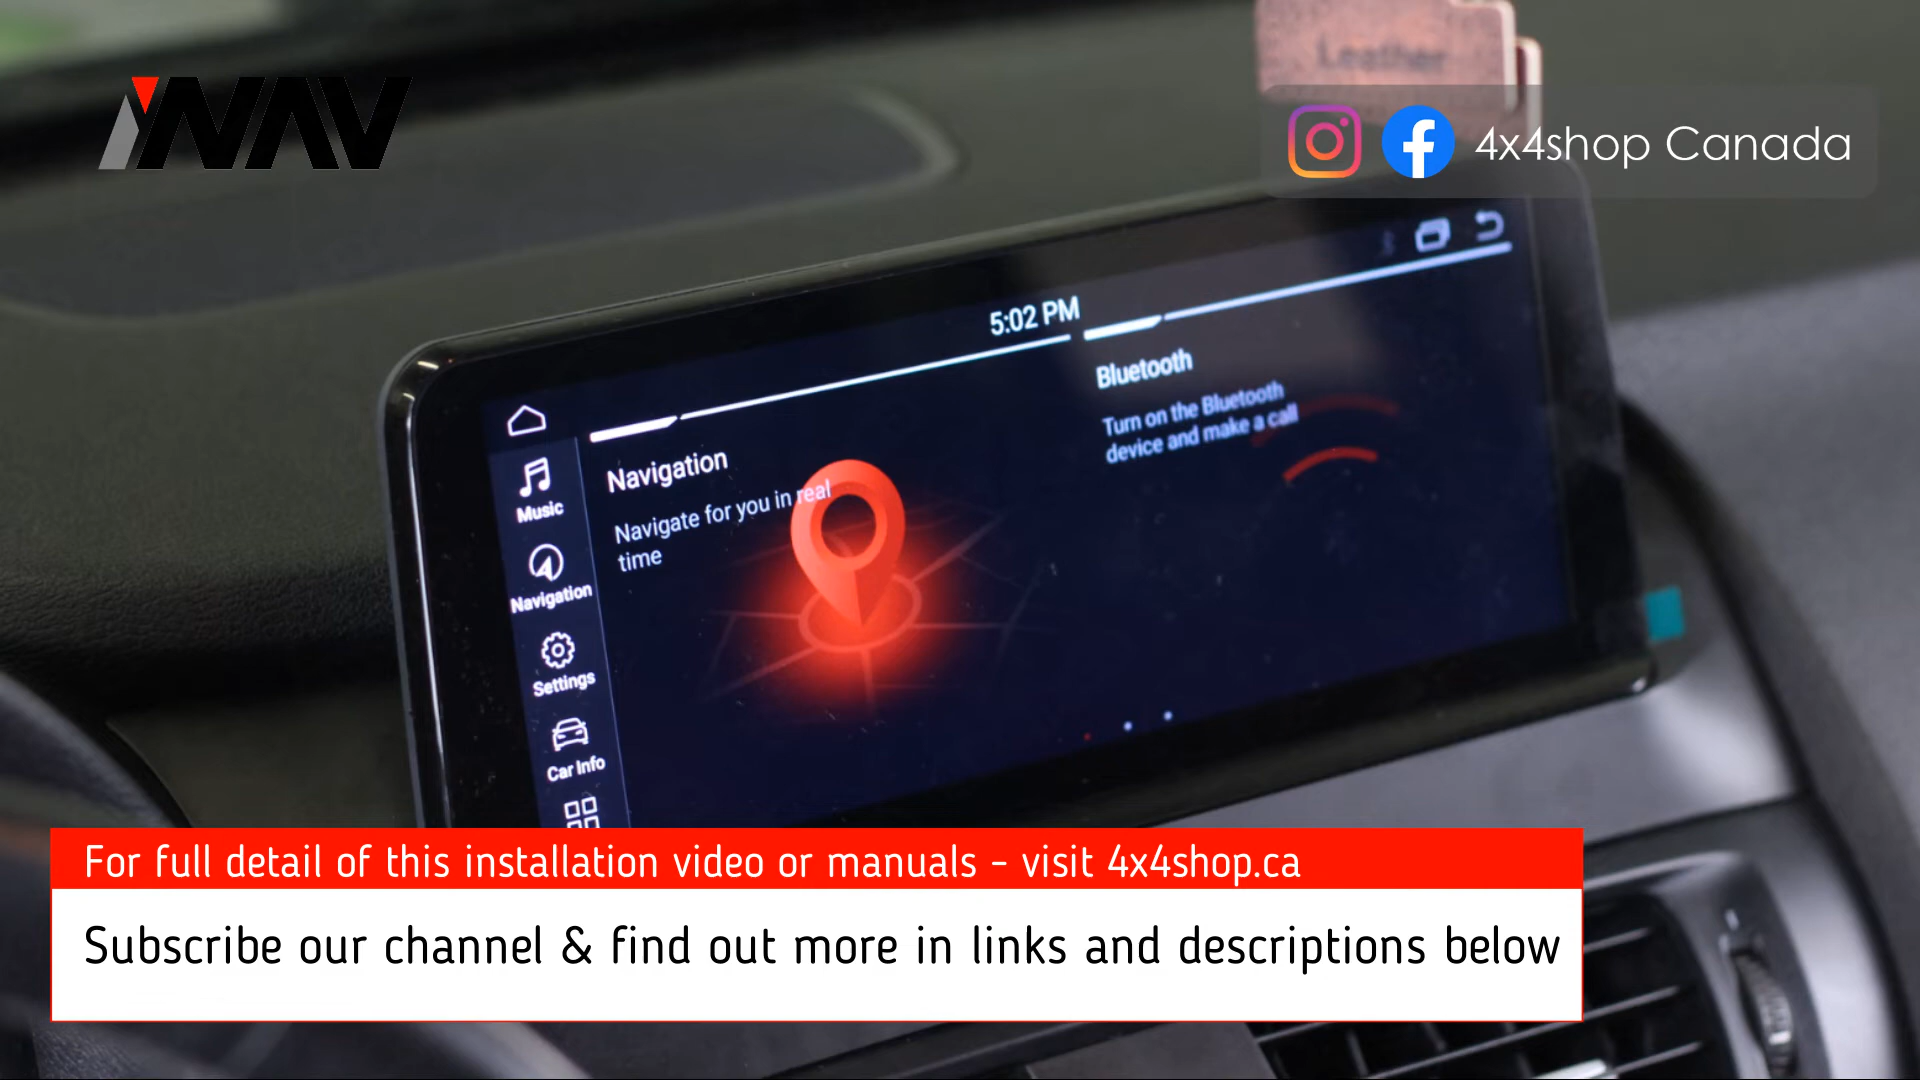 Leather
iNAV
4x4shop Canada
5:02 PM
Bluetooth
Turn on the Bluetooth
device and make a call
Navigation
Navigate for you in real
time
Music
Navigation
Settings
Car Info
For full detail of this installation video or manuals - visit 4x4shop.ca
Subscribe our channel & find out more in links and descriptions below